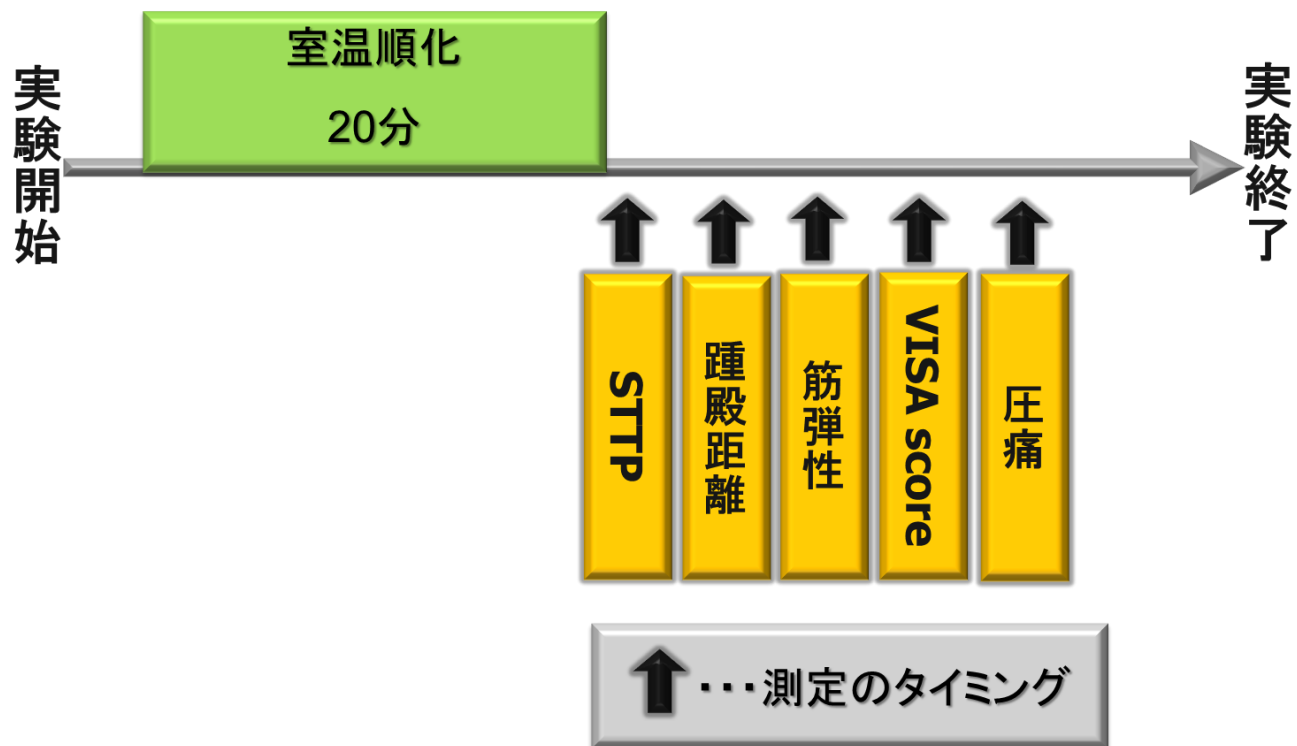 室温順化
20分
実験開始
実験終了
STTP
踵殿距離
筋弾性
VISA score
圧痛
･･･測定のタイミング